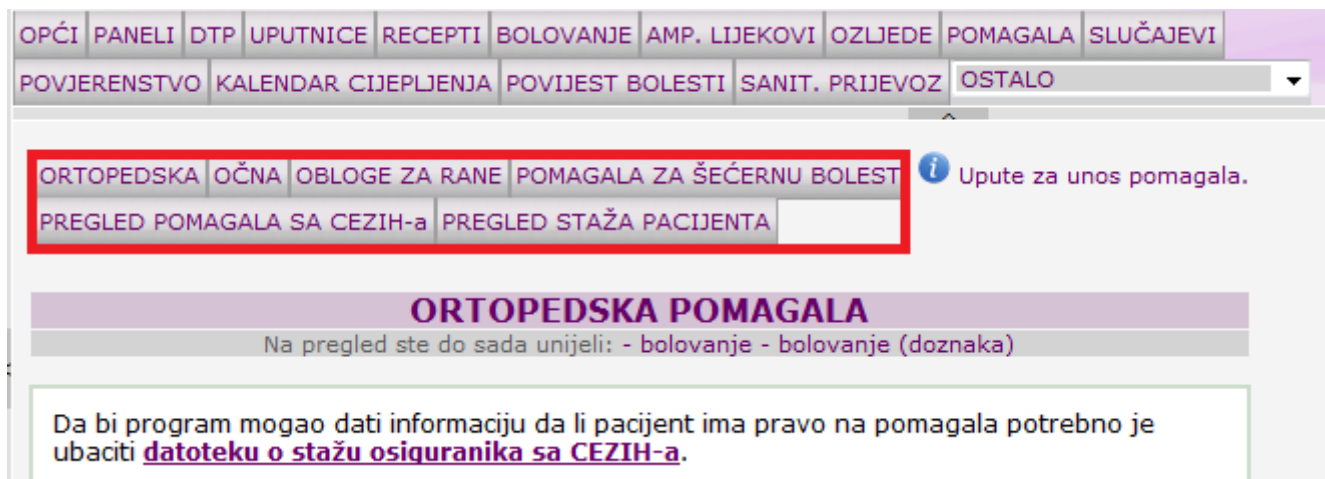 OPĆI PANELI DTP UPUTNICE RECEPTI BOLOVANJE AMP. LIJEKOVI OZLJEDE POMAGALA SLUČAJEVI
POVJERENSTVO KALENDAR CIJEPLJENJA POVIJEST BOLESTI SANIT. PRIJEVOZ OSTALO
ORTOPEDSKA OČNA OBLOGE ZA RANE POMAGALA ZA ŠEĆERNU BOLEST Upute za unos pomagala.
PREGLED POMAGALA SA CEZIH-a PREGLED STAŽA PACIJENTA
ORTOPEDSKA POMAGALA
Na pregled ste do sada unijeli: - bolovanje - bolovanje (doznaka)
Da bi program mogao dati informaciju da li pacijent ima pravo na pomagala potrebno je
ubaciti datoteku o stažu osiguranika sa CEZIH-a.